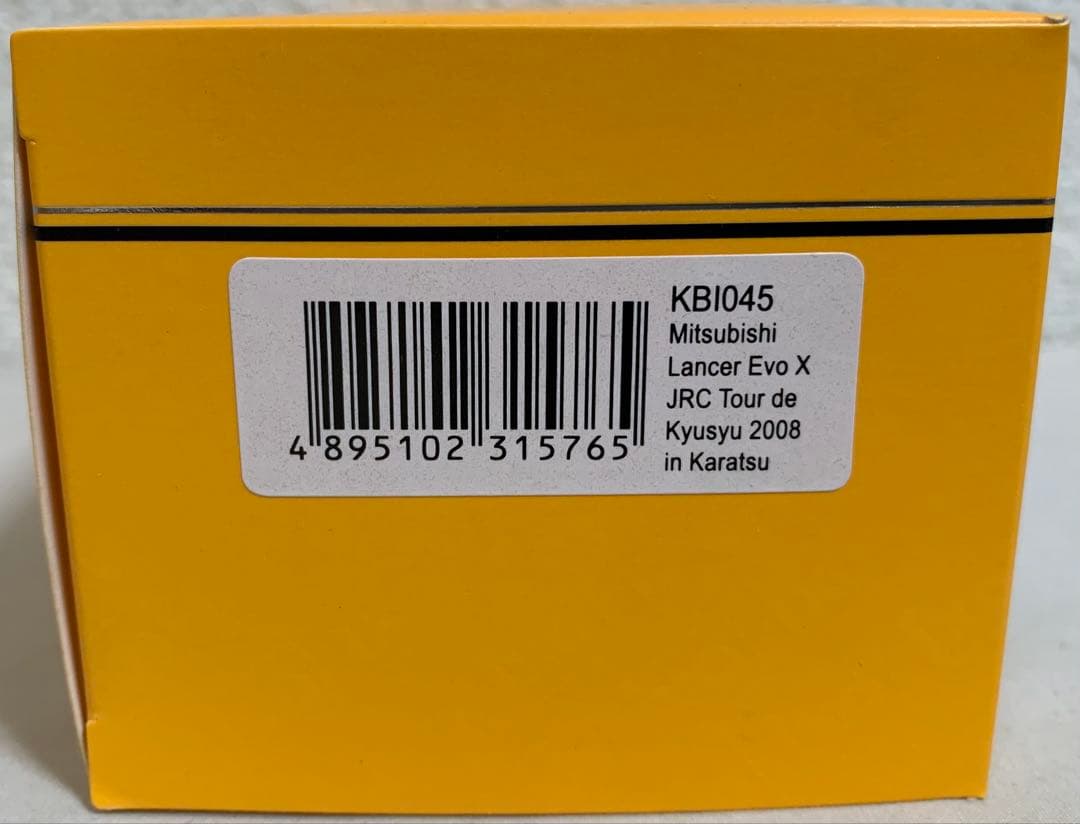 KBI045
Mitsubishi
Lancer Evo X
JRC Tour de
Kyusyu 2008
in Karatsu
4 895102 315765